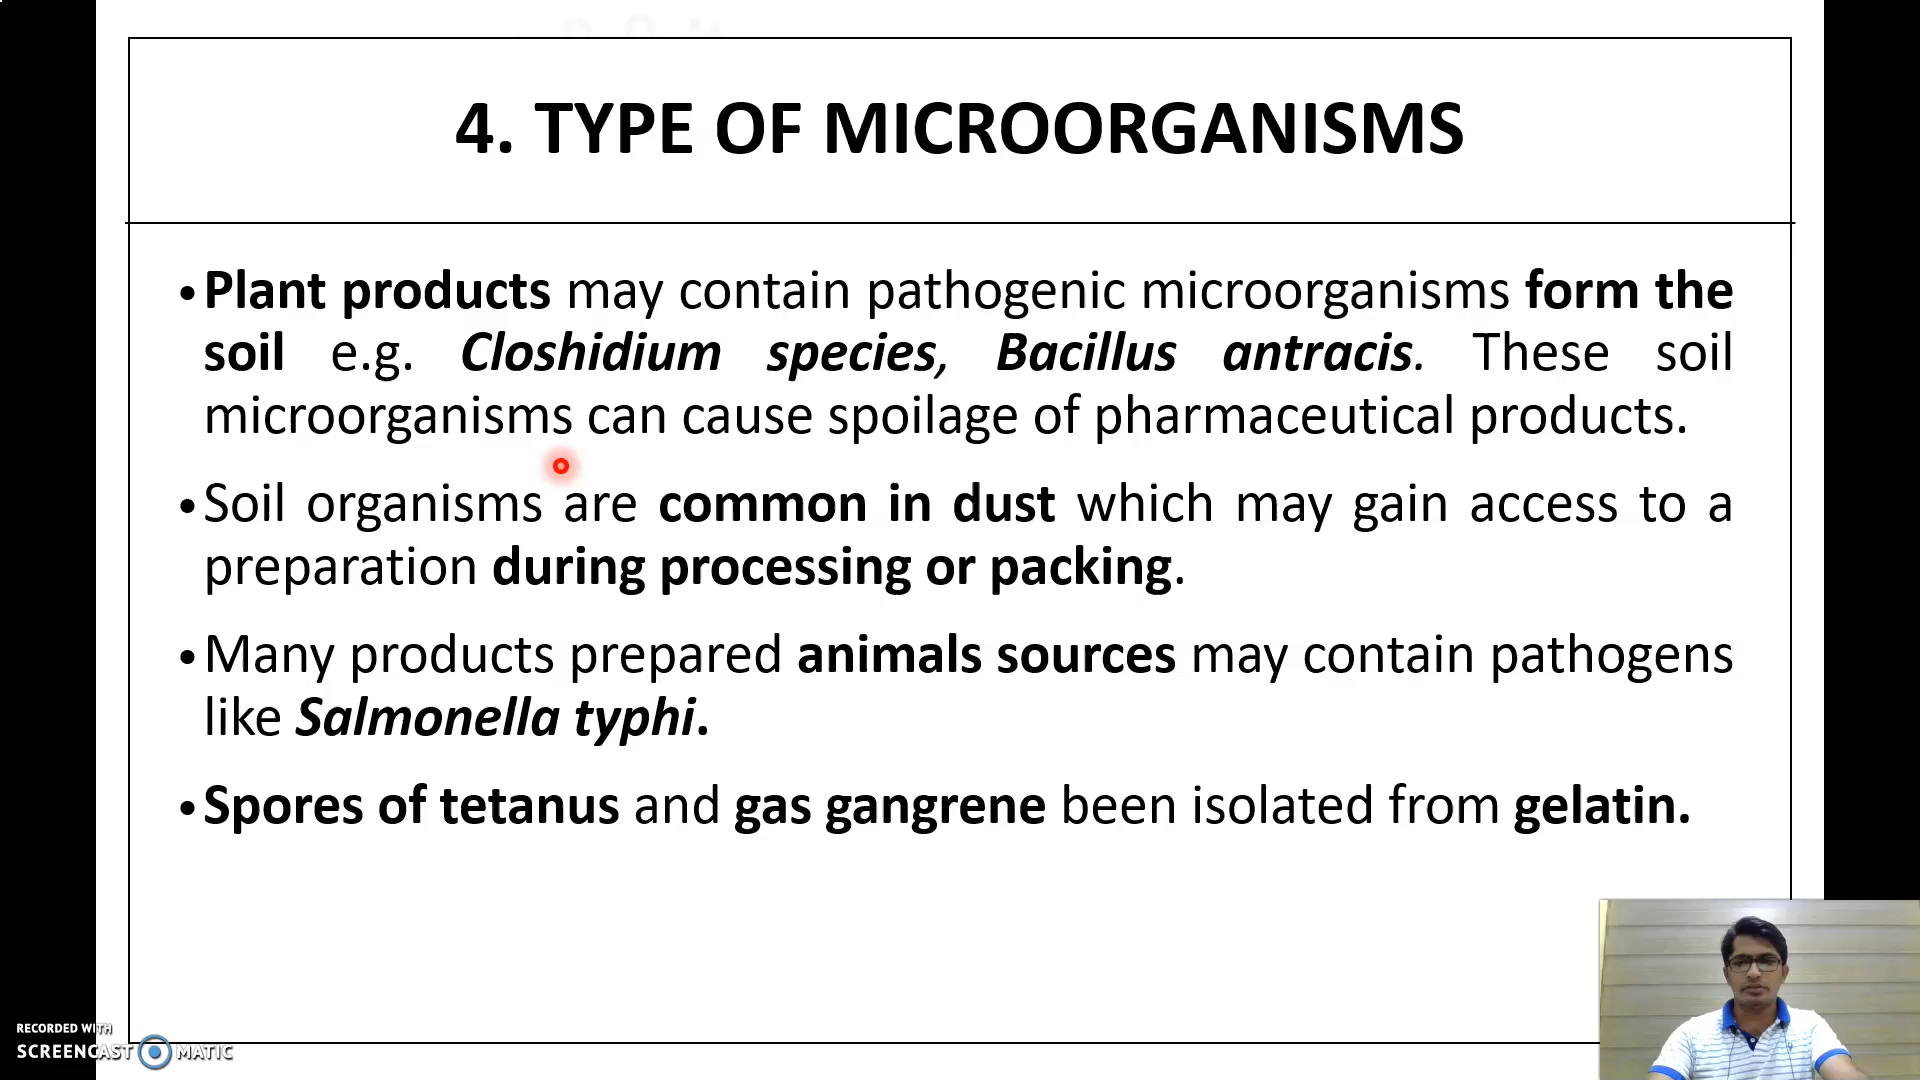 4. TYPE OF MICROORGANISMS
•Plant products may contain pathogenic microorganisms form the
soil e.g. Closhidium species, Bacillus antracis. These soil
microorganisms can cause spoilage of pharmaceutical products.
•Soil organisms are common in dust which may gain access to a
preparation during processing or packing.
•Many products prepared animals sources may contain pathogens
like Salmonella typhi.
•Spores of tetanus and gas gangrene been isolated from gelatin.
RECORDED WITH
SCREENCAST MATIC